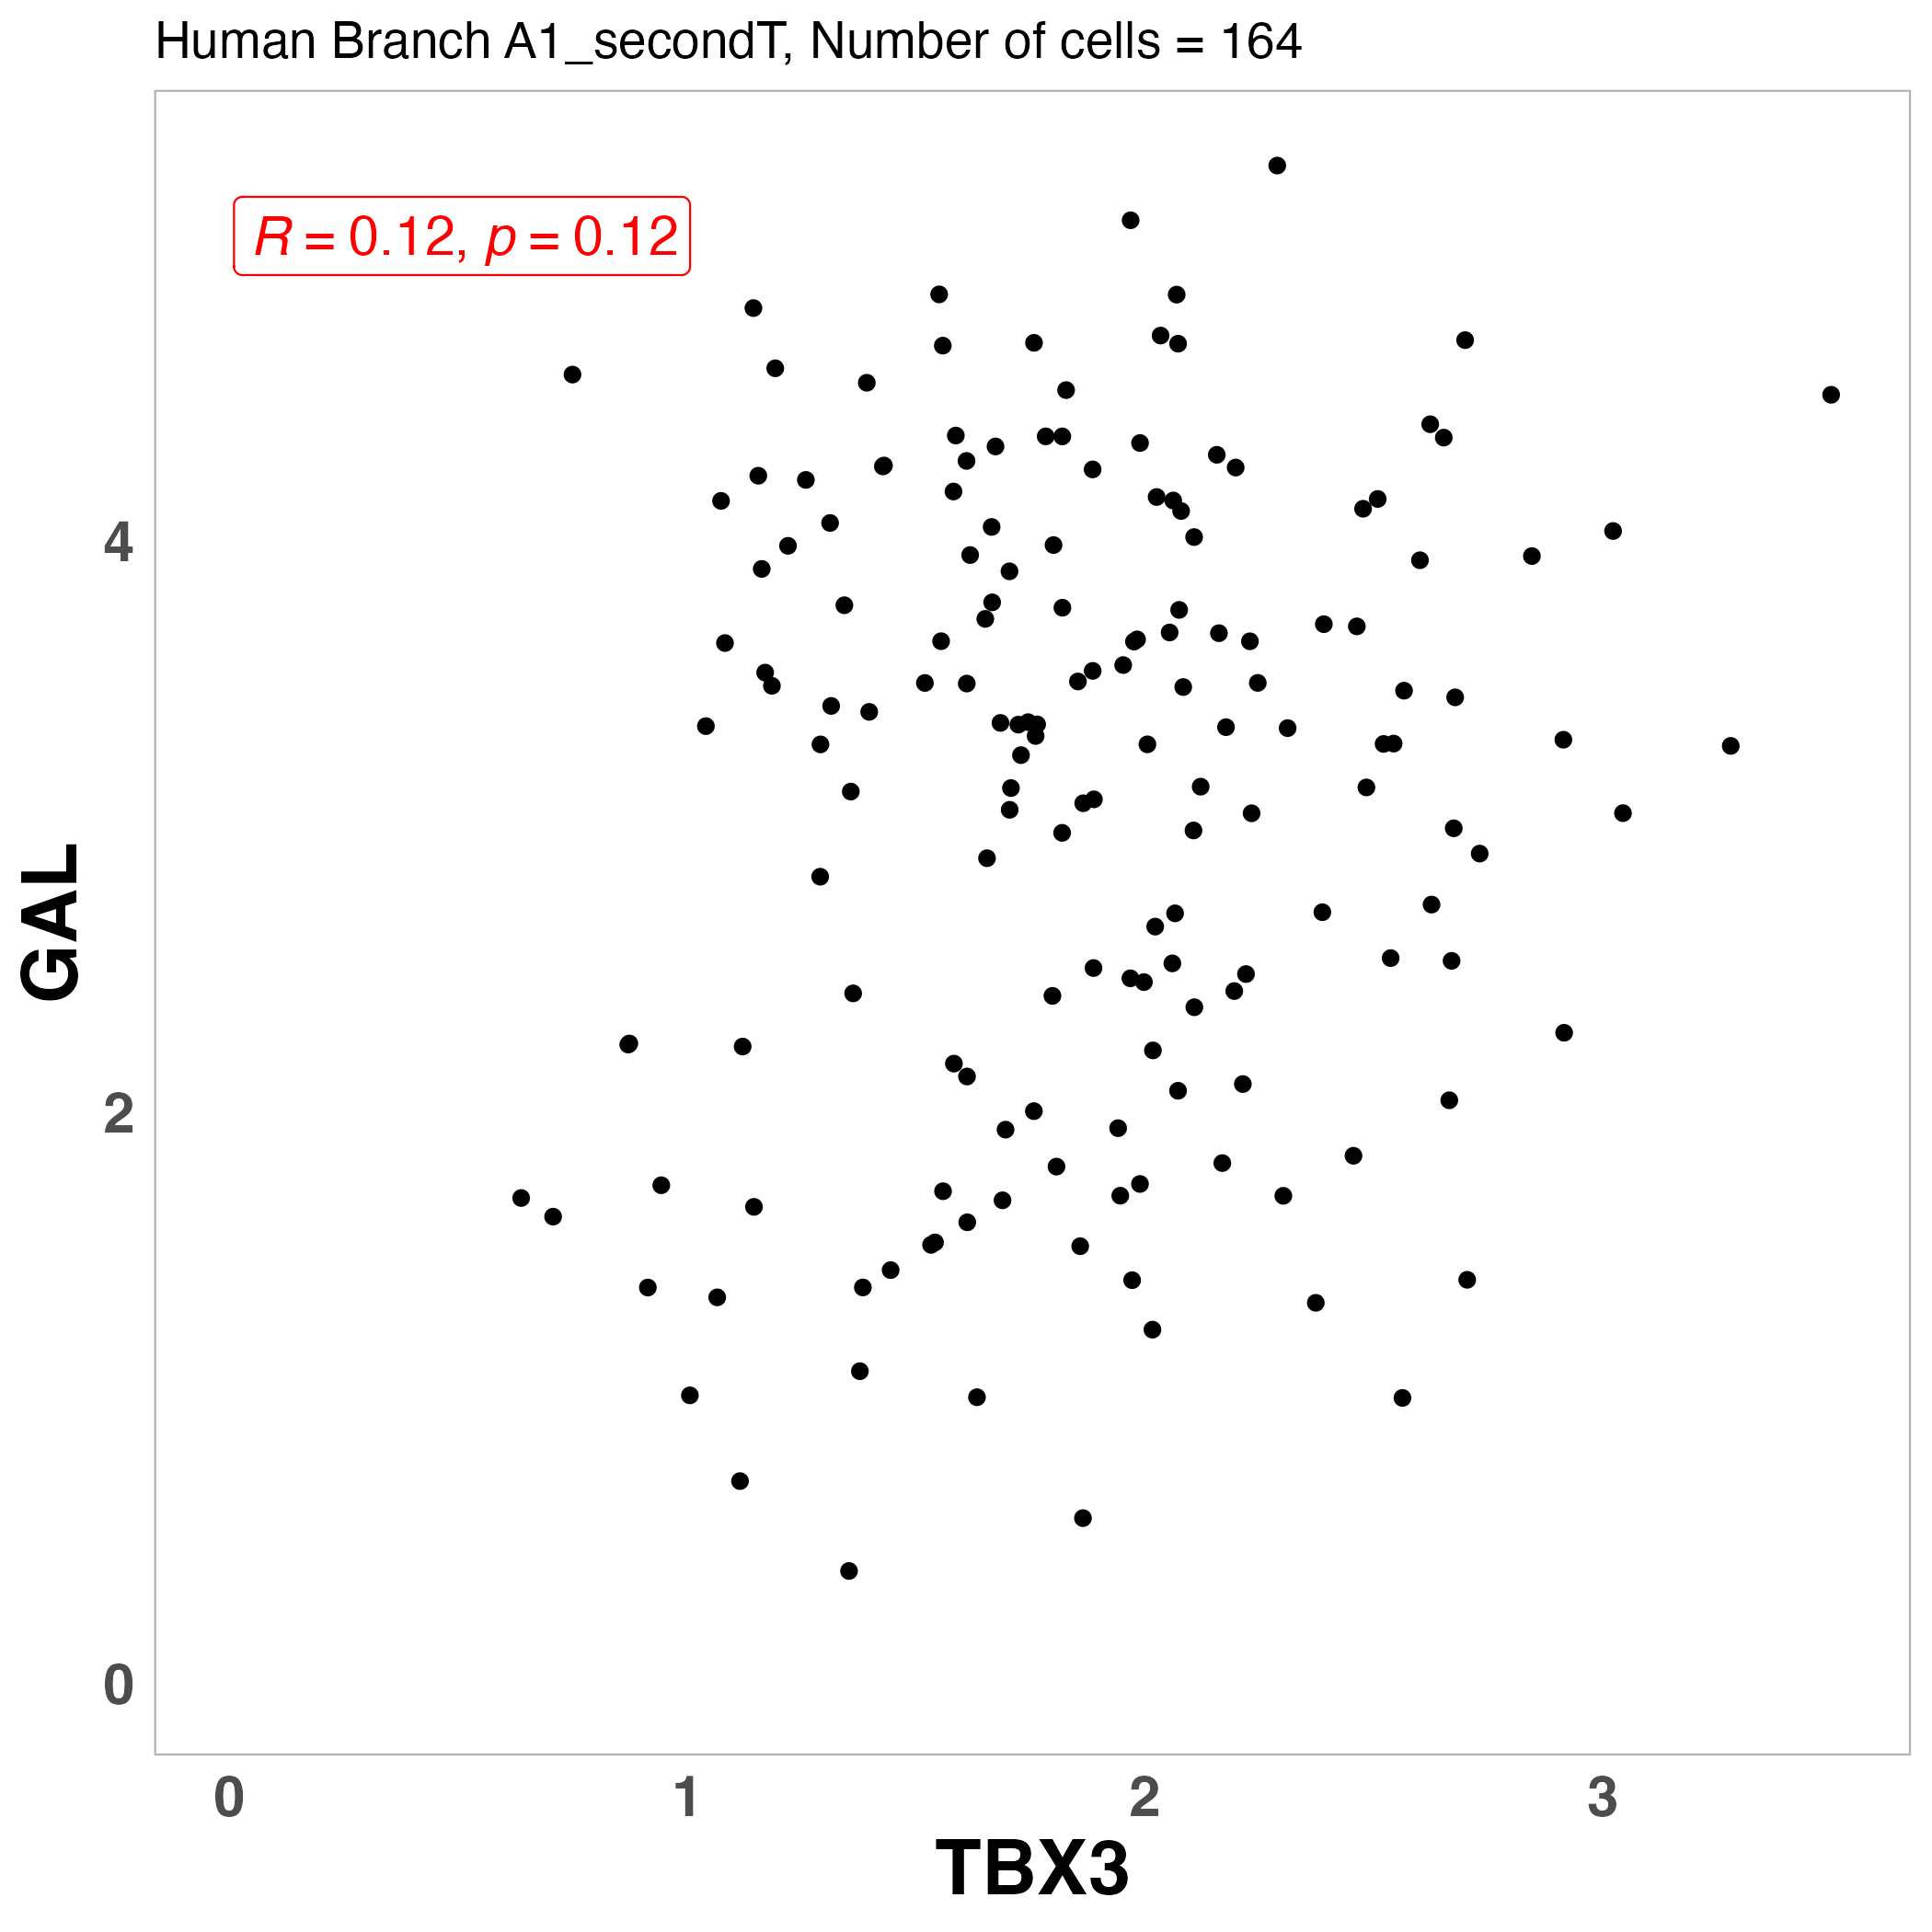 Human Branch A1_secondT, Number of cells = 164
R = 0.12, p = 0.12
4
2
0
GAL
0 1 2 3
TBX3